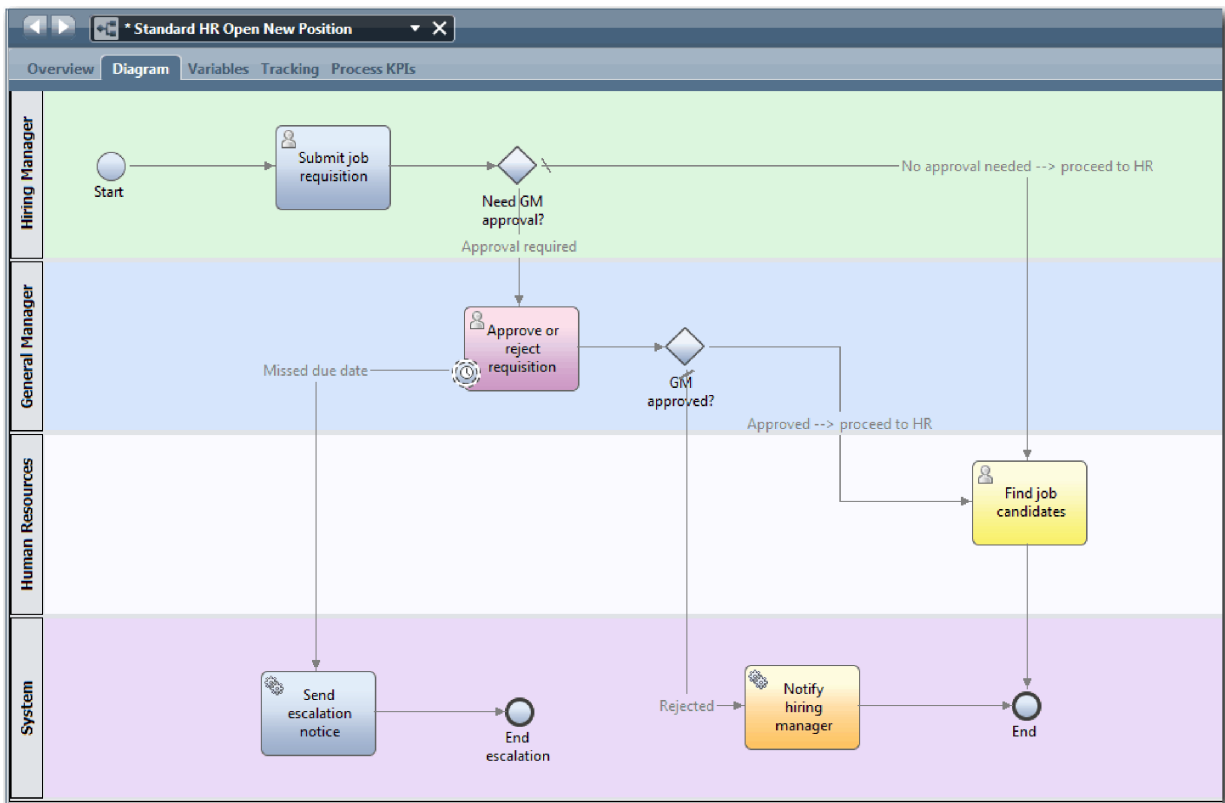 * Standard HR Open New Position
Overview Diagram Variables Tracking Process KPIs
Hiring Manager
Start
Submit job
requisition
Need GM
approval?
No approval needed --> proceed to HR
Approval required
General Manager
Missed due date
Approve or
reject
requisition
GM
approved?
Approved --> proceed to HR
Human Resources
Find job
candidates
System
Send
escalation
notice
End
escalation
Rejected
Notify
hiring
manager
End